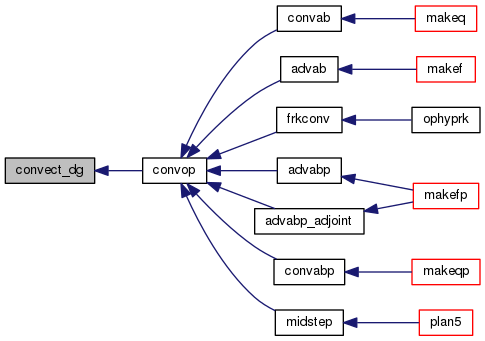 convab
makeq
advab
makef
frkconv
ophyprk
convect_dg
convop
advabp
makefp
advabp_adjoint
convabp
makeqp
midstep
plan5